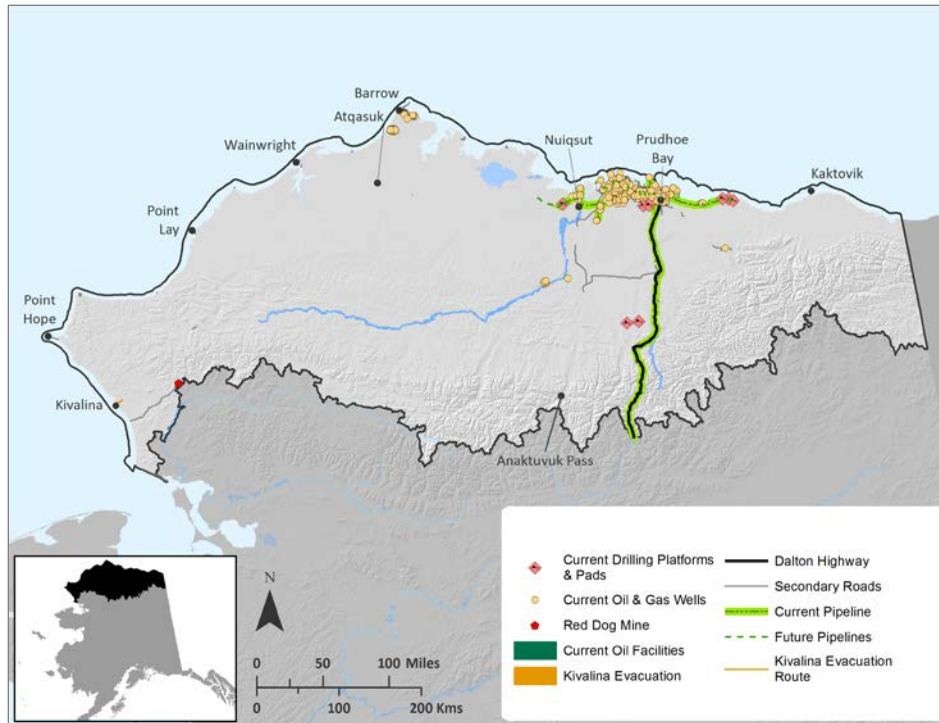 Barrow
Atqasuk
Wainwright
Nuiqsut
Prudhoe
Bay
Kaktovik
Point
Lay
Point
Hope
Kivalina
Anaktuvuk Pass
N
0 50 100 Miles
0 100 200 Kms
Current Drilling Platforms
& Pads
Current Oil & Gas Wells
Red Dog Mine
Current Oil Facilities
Kivalina Evacuation
Dalton Highway
Secondary Roads
Current Pipeline
Future Pipelines
Kivalina Evacuation
Route